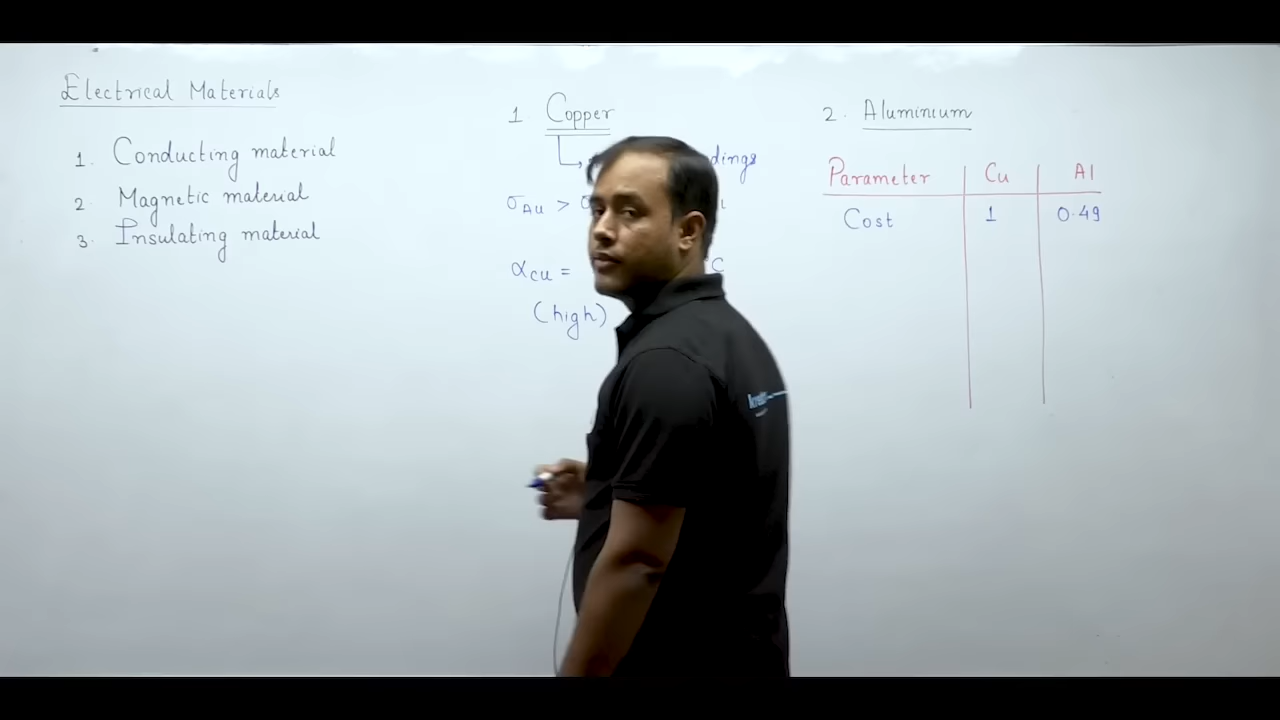 Electrical Materials
1. Conducting material
2. Magnetic material
3. Insulating material
1. Copper
σAu >
αCu =
(high)
2. Aluminium
Parameter Cu Al
Cost 1 0.49